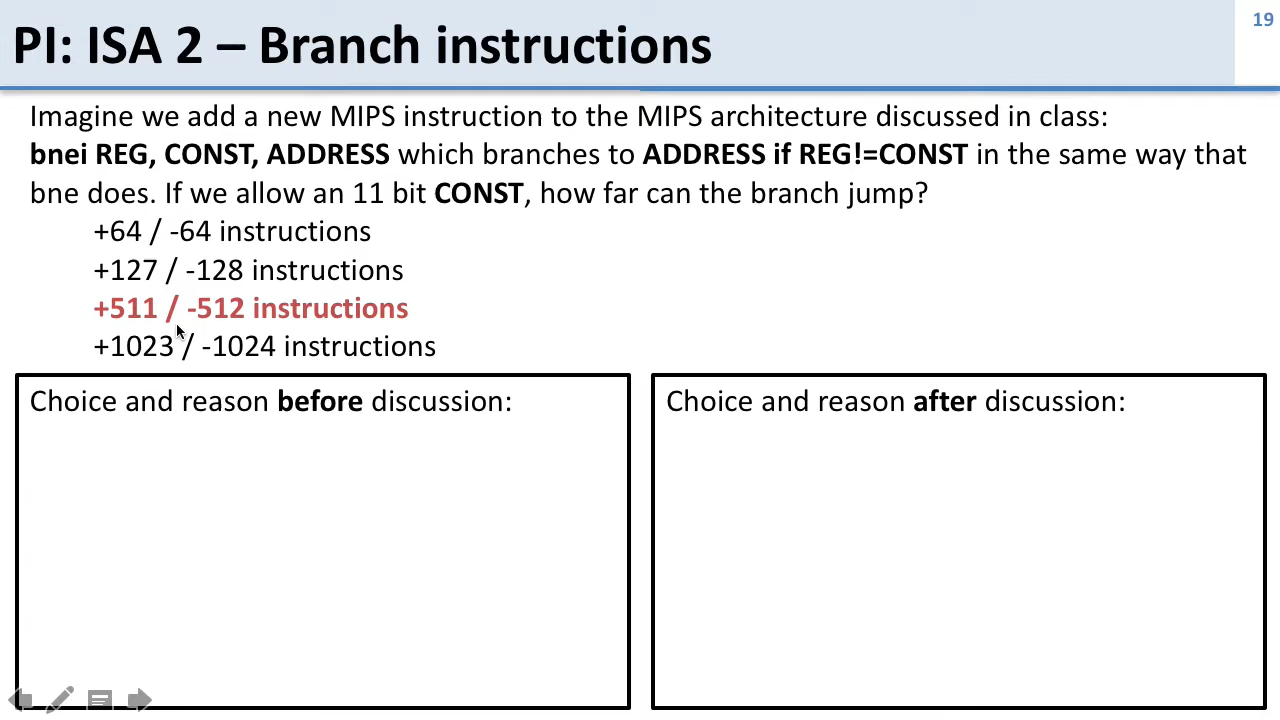 PI: ISA 2 – Branch instructions
19
Imagine we add a new MIPS instruction to the MIPS architecture discussed in class:
bnei REG, CONST, ADDRESS which branches to ADDRESS if REG!=CONST in the same way that
bne does. If we allow an 11 bit CONST, how far can the branch jump?
+64 / -64 instructions
+127 / -128 instructions
+511 / -512 instructions
+1023 / -1024 instructions
Choice and reason before discussion:
Choice and reason after discussion: